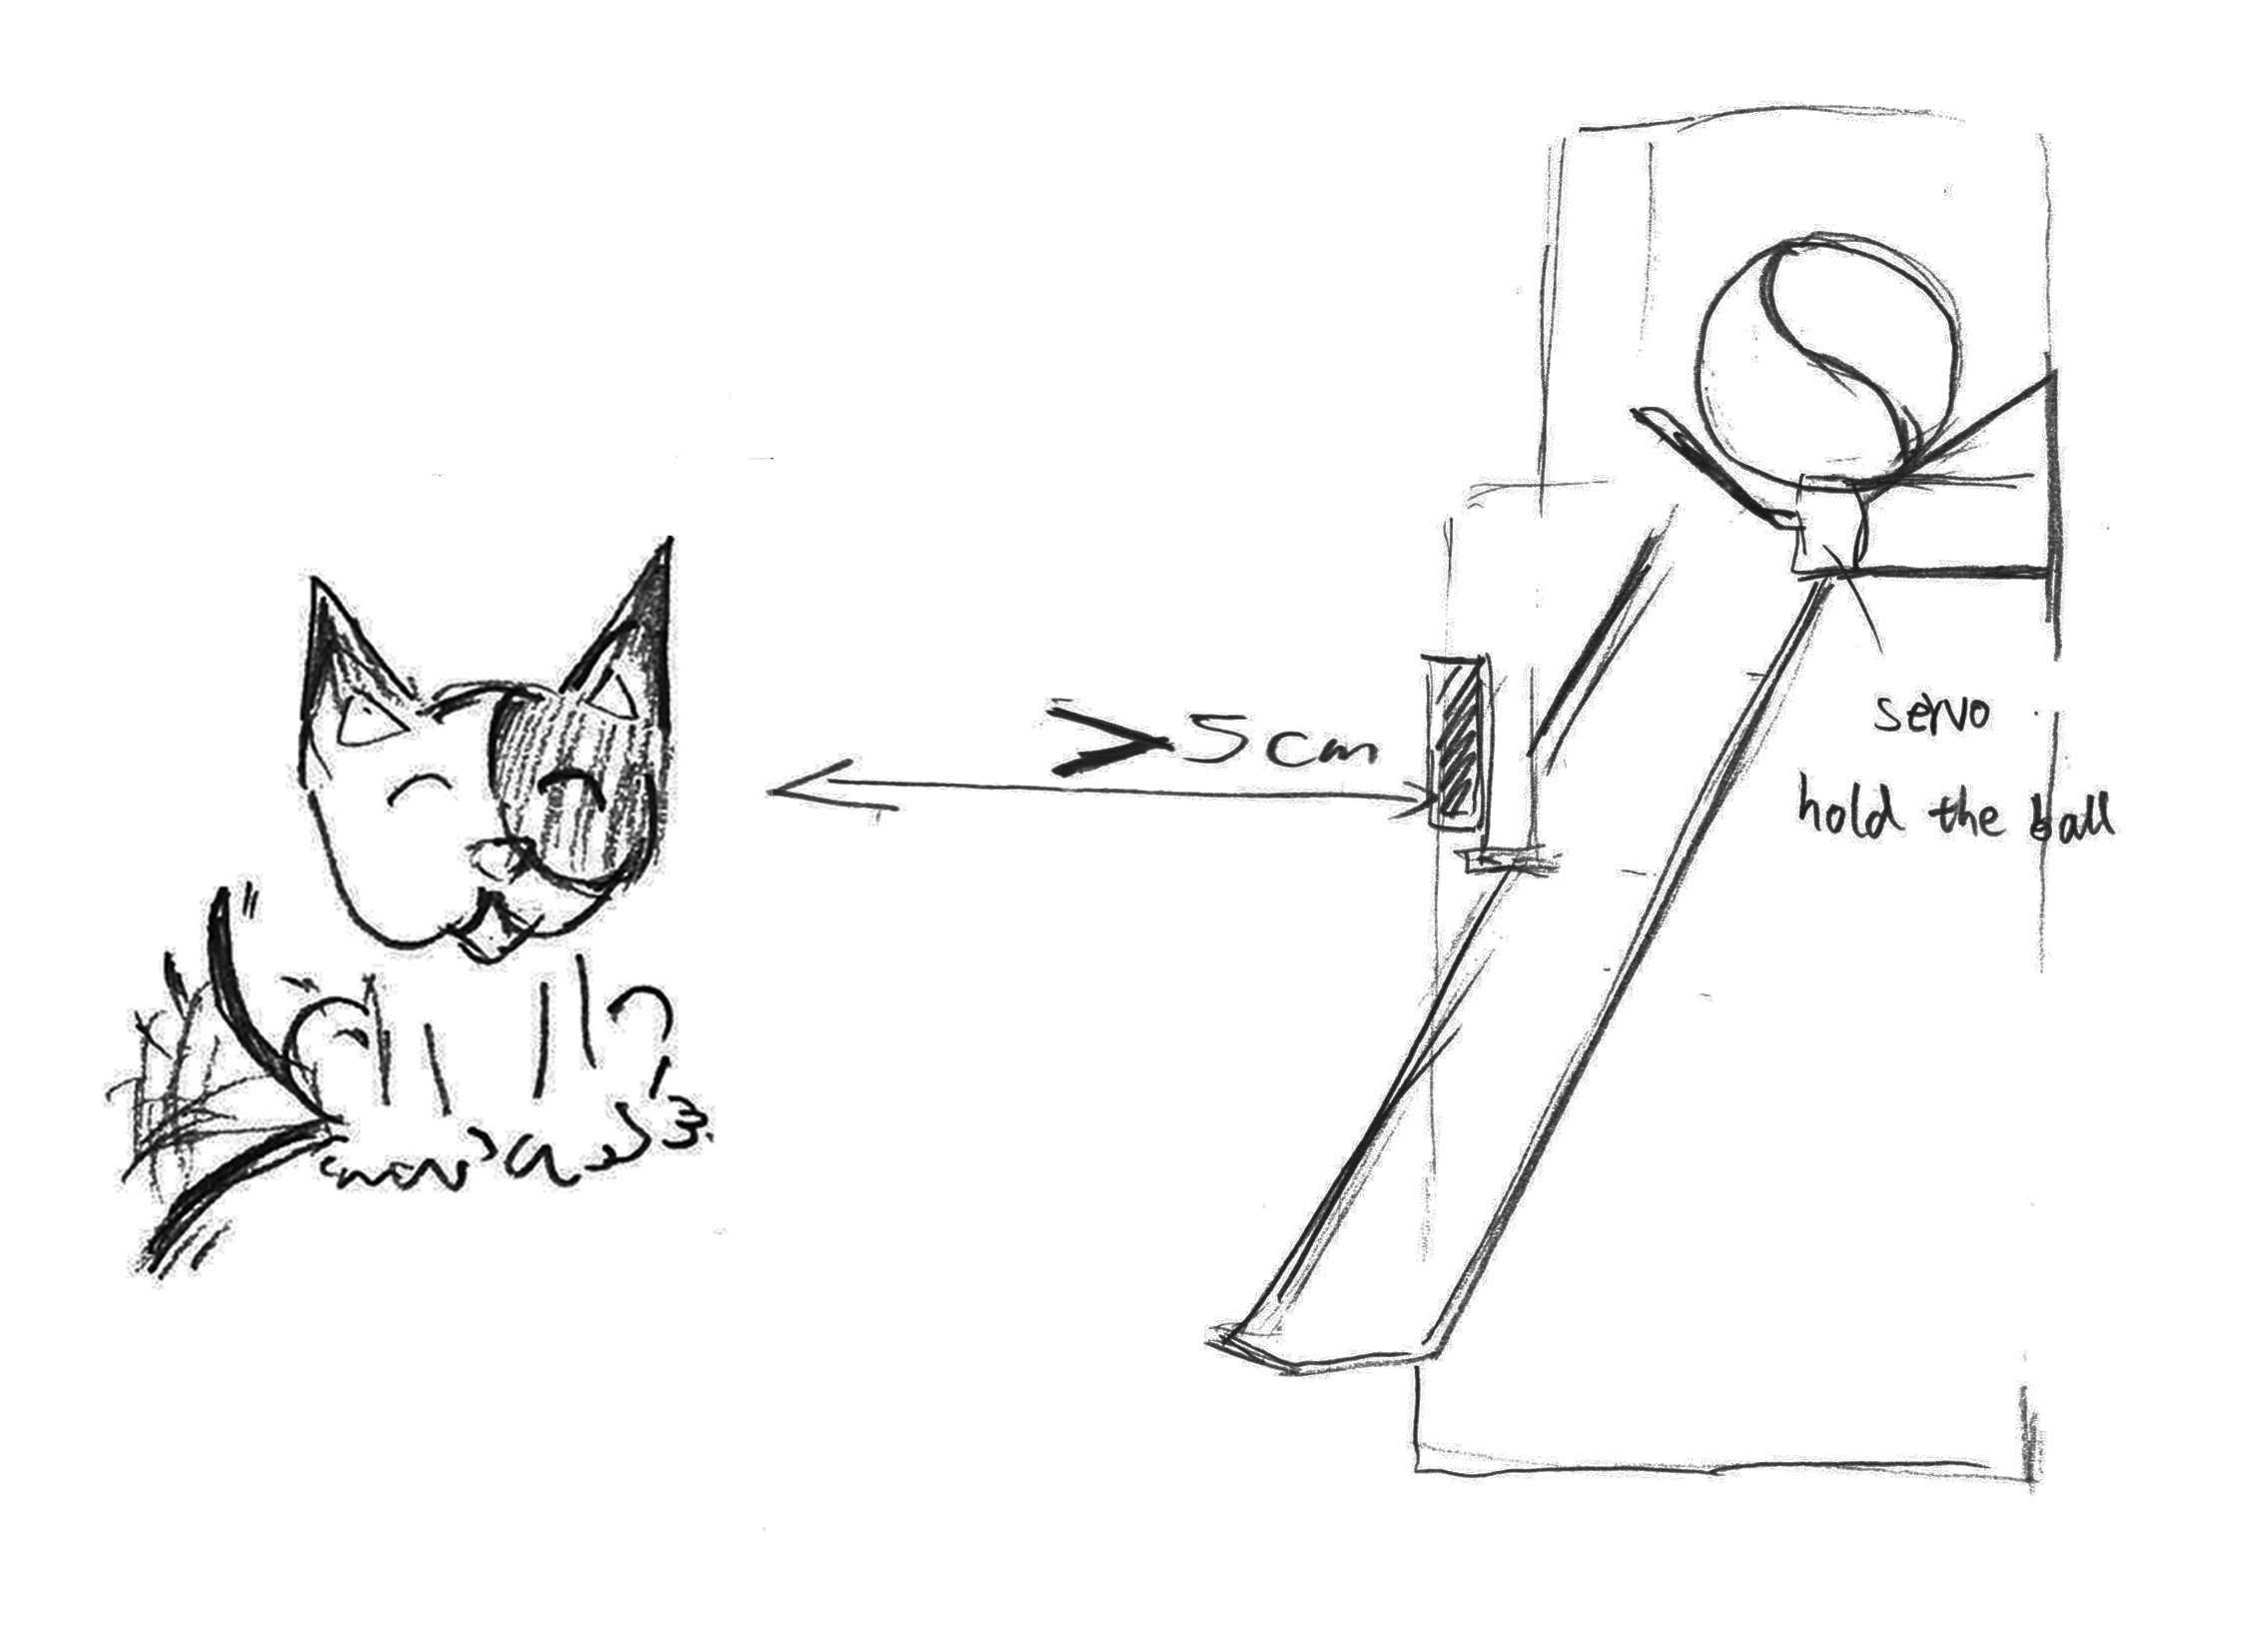 >5cm
servo
hold the ball